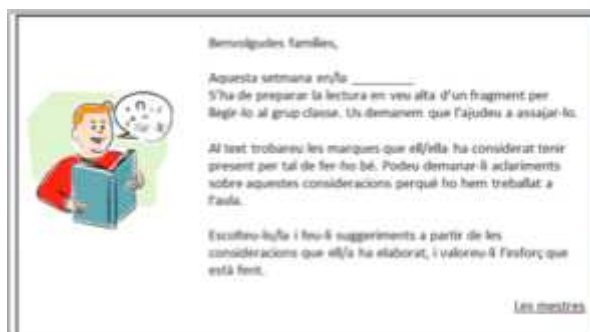 Benvolgudes famílies,
Aquesta setmana en/la ________
S'ha de preparar la lectura en veu alta d'un fragment per
llegir-lo al grup classe. Us demanem que l'ajudeu a assajar-lo.
Al text trobareu les marques que ell/ella ha considerat tenir
present per tal de fer-ho bé. Podeu demanar-li aclariments
sobre aquestes consideracions perquè ho hem treballat a
l'aula.
Escolteu-lo/la i feu-li suggeriments a partir de les
consideracions que ell/a ha elaborat, i valoreu-li l'esforç que
està fent.
Les mestres